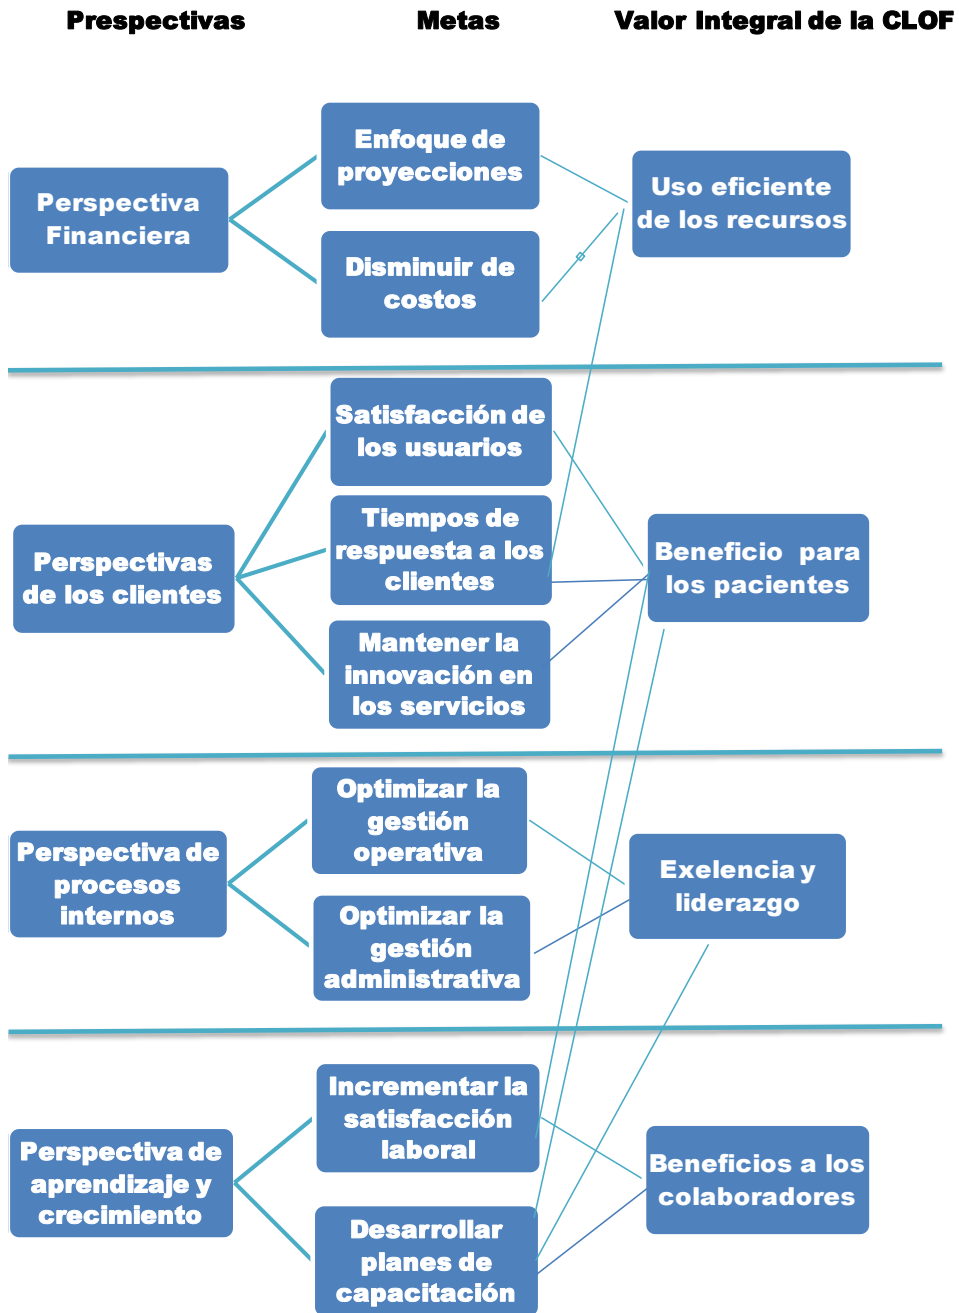 Prespectivas
Metas
Valor Integral de la CLOF
Perspectiva
Financiera
Enfoque de
proyecciones
Disminuir de
costos
Uso eficiente
de los recursos
Perspectivas
de los clientes
Satisfacción de
los usuarios
Tiempos de
respuesta a los
clientes
Mantener la
innovación en
los servicios
Beneficio para
los pacientes
Perspectiva de
procesos
internos
Optimizar la
gestión
operativa
Optimizar la
gestión
administrativa
Exelencia y
liderazgo
Perspectiva de
aprendizaje y
crecimiento
Incrementar la
satisfacción
laboral
Desarrollar
planes de
capacitación
Beneficios a los
colaboradores